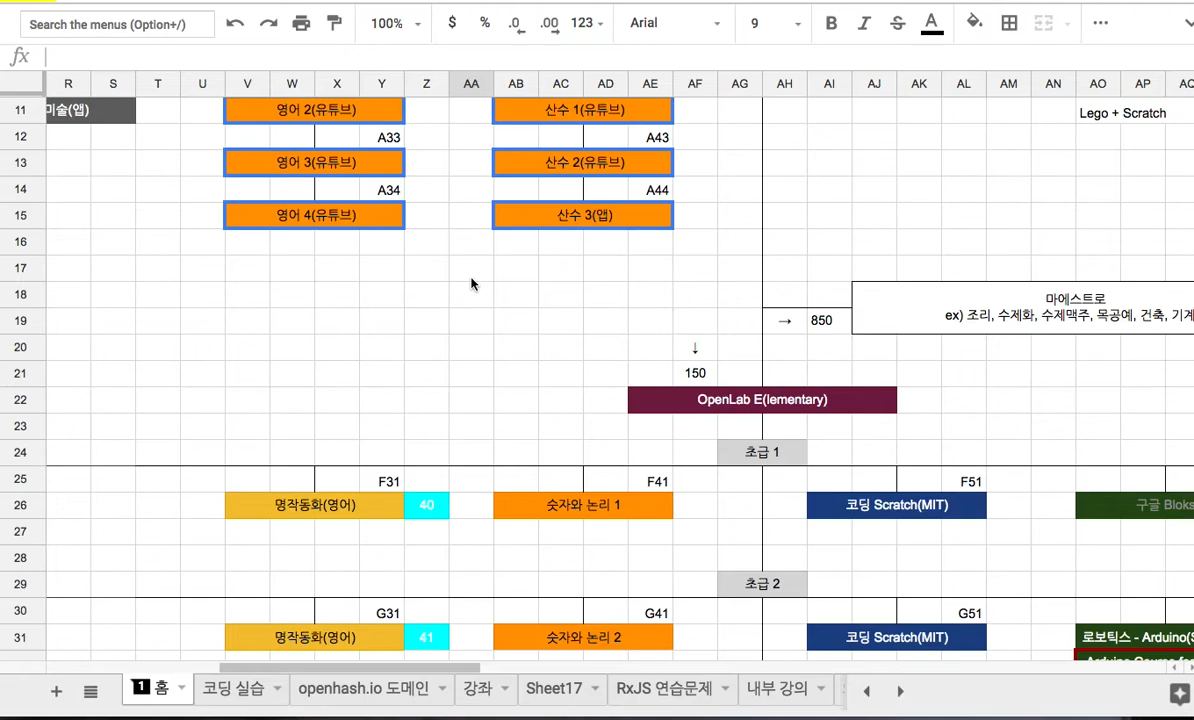 Search the menus (Option+/) 100% $ % .0 .00 123 Arial 9 B I S A
fx
R S T U V W X Y Z AA AB AC AD AE AF AG AH AI AJ AK AL AM AN AO AP AQ
11 미술(앱) 영어 2(유튜브) 산수 1(유튜브) Lego + Scratch
12 A33 A43
13 영어 3(유튜브) 산수 2(유튜브)
14 A34 A44
15 영어 4(유튜브) 산수 3(앱)
16
17
18 마에스트로
19 → 850 ex) 조리, 수제화, 수제맥주, 목공예, 건축, 기계
20 ↓
21 150
22 OpenLab E(lementary)
23
24 초급 1
25 F31 F41 F51
26 명작동화(영어) 40 숫자와 논리 1 코딩 Scratch(MIT) 구글 Bloks
27
28
29 초급 2
30 G31 G41 G51
31 명작동화(영어) 41 숫자와 논리 2 코딩 Scratch(MIT) 로보틱스 - Arduino(S
1 홈 코딩 실습 openhash.io 도메인 강좌 Sheet17 RxJS 연습문제 내부 강의